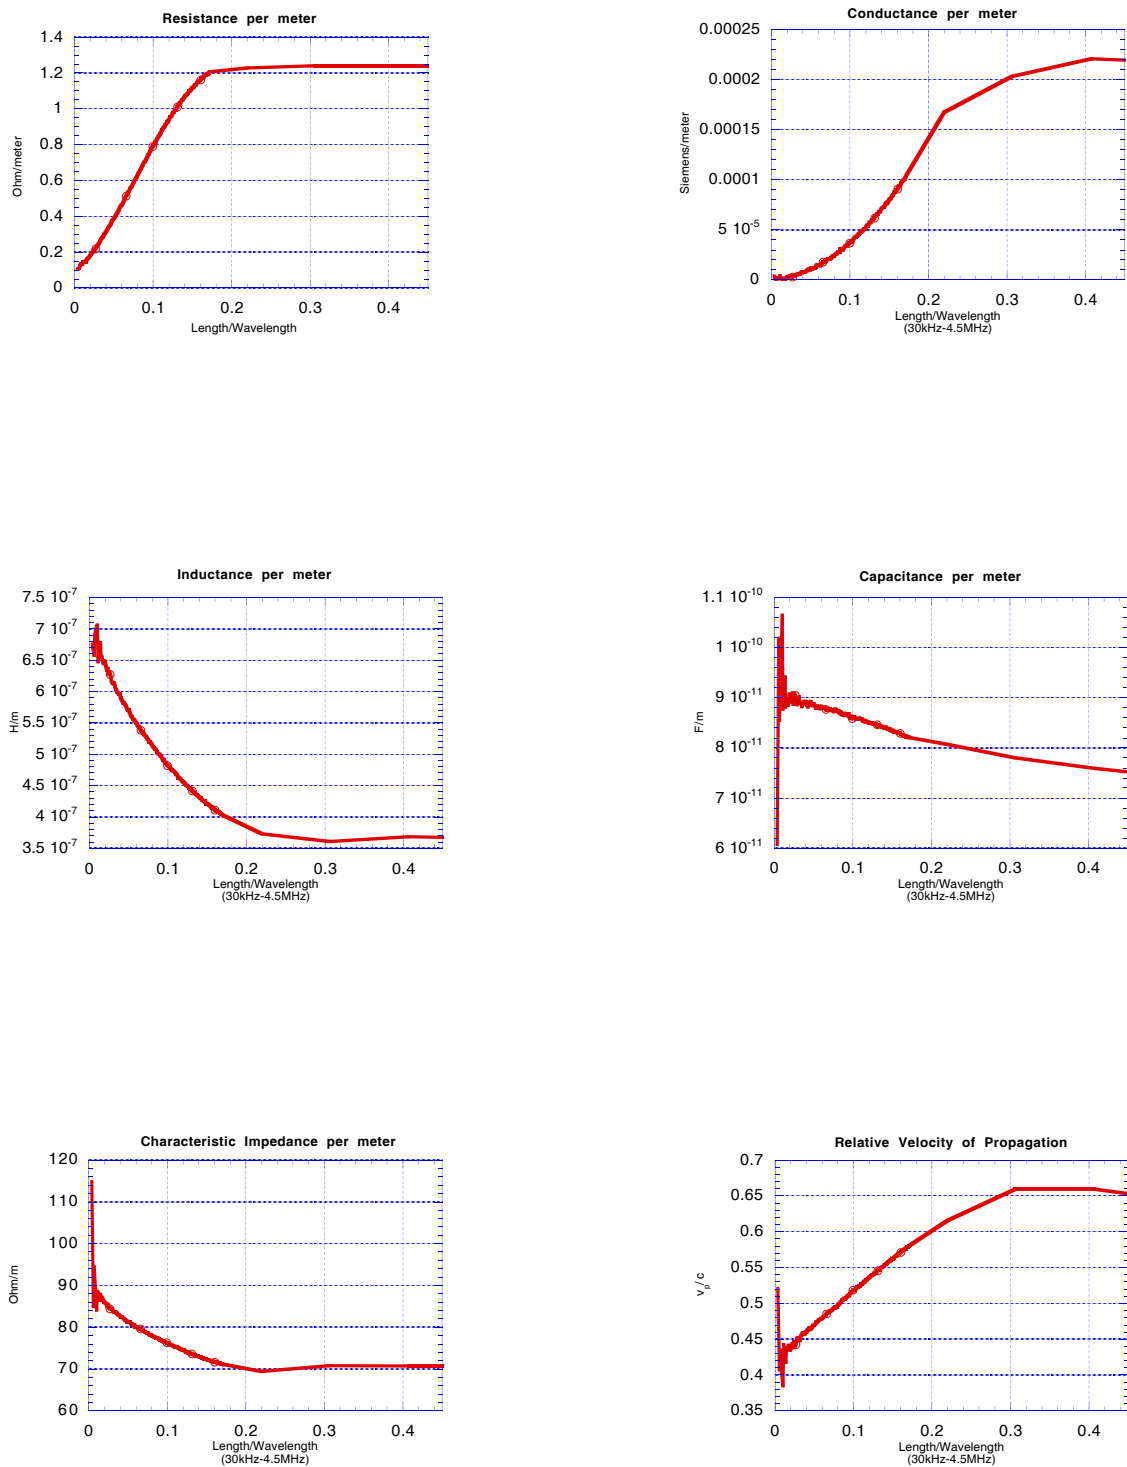 Resistance per meter
1.4
1.2
1
0.8
0.6
0.4
0.2
0
Ohm/meter
0 0.1 0.2 0.3 0.4
Length/Wavelength
Conductance per meter
0.00025
0.0002
0.00015
0.0001
5 10-5
0
Siemens/meter
0 0.1 0.2 0.3 0.4
Length/Wavelength
(30kHz-4.5MHz)
Inductance per meter
7.5 10-7
7 10-7
6.5 10-7
6 10-7
5.5 10-7
5 10-7
4.5 10-7
4 10-7
3.5 10-7
H/m
0 0.1 0.2 0.3 0.4
Length/Wavelength
(30kHz-4.5MHz)
Capacitance per meter
1.1 10-10
1 10-10
9 10-11
8 10-11
7 10-11
6 10-11
F/m
0 0.1 0.2 0.3 0.4
Length/Wavelength
(30kHz-4.5MHz)
Characteristic Impedance per meter
120
110
100
90
80
70
60
Ohm/m
0 0.1 0.2 0.3 0.4
Length/Wavelength
(30kHz-4.5MHz)
Relative Velocity of Propagation
0.7
0.65
0.6
0.55
0.5
0.45
0.4
0.35
vp/c
0 0.1 0.2 0.3 0.4
Length/Wavelength
(30kHz-4.5MHz)